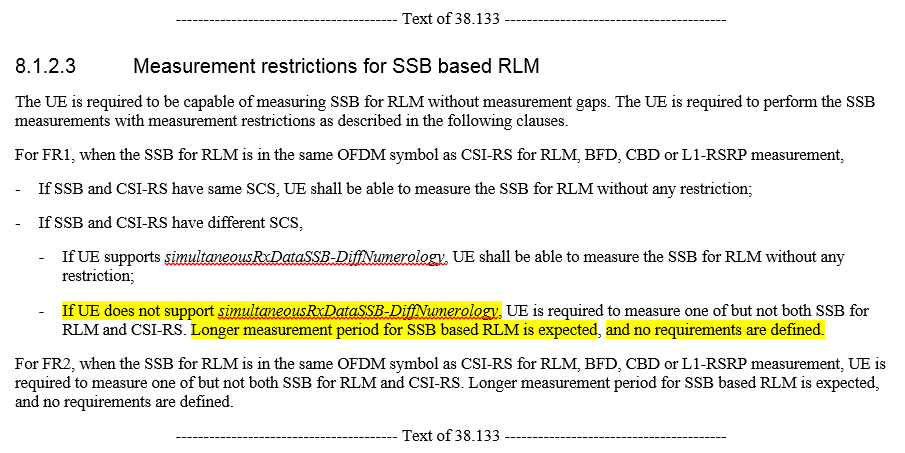 ---------------------------------------- Text of 38.133 ----------------------------------------
8.1.2.3 Measurement restrictions for SSB based RLM
The UE is required to be capable of measuring SSB for RLM without measurement gaps. The UE is required to perform the SSB
measurements with measurement restrictions as described in the following clauses.
For FR1, when the SSB for RLM is in the same OFDM symbol as CSI-RS for RLM, BFD, CBD or L1-RSRP measurement,
- If SSB and CSI-RS have same SCS, UE shall be able to measure the SSB for RLM without any restriction;
- If SSB and CSI-RS have different SCS,
- If UE supports simultaneousRxDataSSB-DiffNumerology, UE shall be able to measure the SSB for RLM without any
restriction;
- If UE does not support simultaneousRxDataSSB-DiffNumerology, UE is required to measure one of but not both SSB for
RLM and CSI-RS. Longer measurement period for SSB based RLM is expected, and no requirements are defined.
For FR2, when the SSB for RLM is in the same OFDM symbol as CSI-RS for RLM, BFD, CBD or L1-RSRP measurement, UE is
required to measure one of but not both SSB for RLM and CSI-RS. Longer measurement period for SSB based RLM is expected,
and no requirements are defined.
---------------------------------------- Text of 38.133 ----------------------------------------